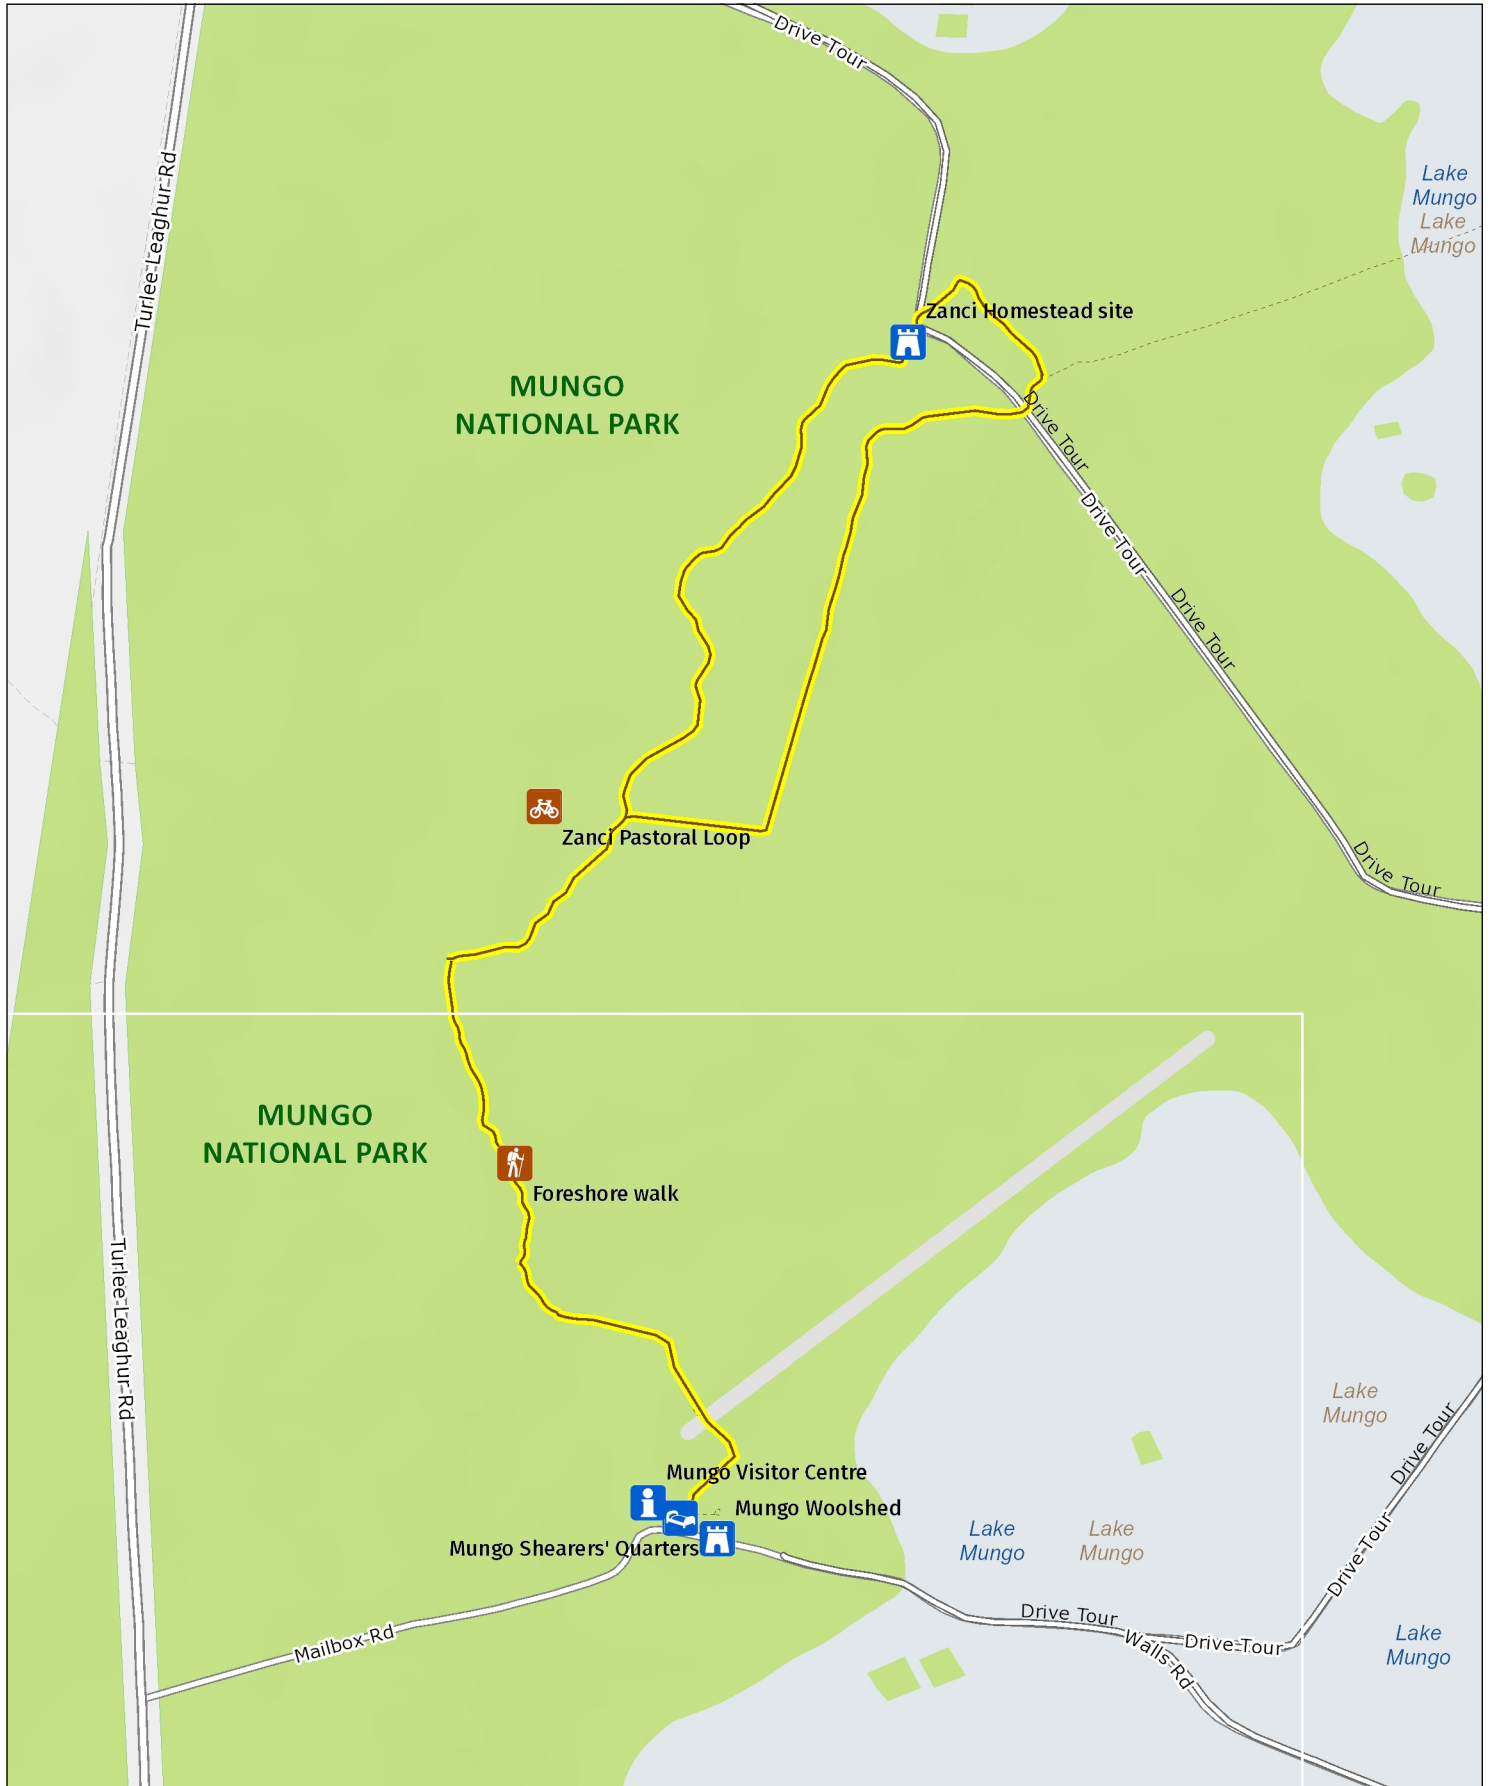 Drive Tour
Turlee-Leaghur-Rd
Lake
Mungo
Lake
Mungo
Zanci Homestead site
MUNGO
NATIONAL PARK
Drive Tour
Drive Tour
Drive Tour
Zanci Pastoral Loop
Drive Tour
MUNGO
NATIONAL PARK
Foreshore walk
Turlee-Leaghur-Rd
Lake
Mungo
Drive Tour
Mungo Visitor Centre
Mungo Woolshed
Mungo Shearers' Quarters
Lake
Mungo
Lake
Mungo
Drive Tour
Drive Tour
Drive Tour
Walls Rd
Mailbox Rd
Lake
Mungo